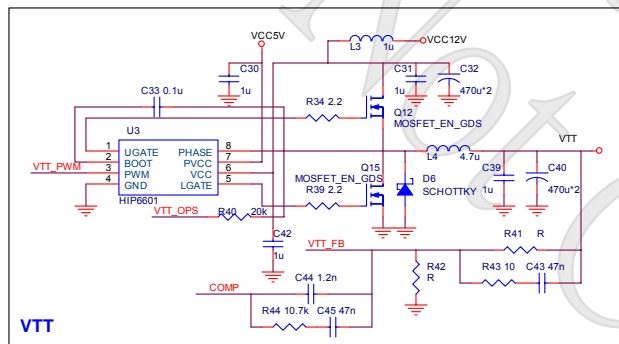 VCC5V
L3
1u
VCC12V
C30
1u
C31
1u
C32
470u*2
C33 0.1u
R34 2.2
Q12
MOSFET_EN_GDS
U3
1
2
3
4
UGATE
BOOT
PWM
GND
PHASE
PVCC
VCC
LGATE
8
7
6
5
HIP6601
VTT_PWM
VTT
L4
4.7u
Q15
MOSFET_EN_GDS
R39 2.2
D6
SCHOTTKY
C39
1u
C40
470u*2
VTT_OPS
R40
20k
C42
1u
VTT_FB
R41
R
R42
R
R43 10
C43 47n
COMP
C44 1.2n
R44 10.7k
C45 47n
VTT